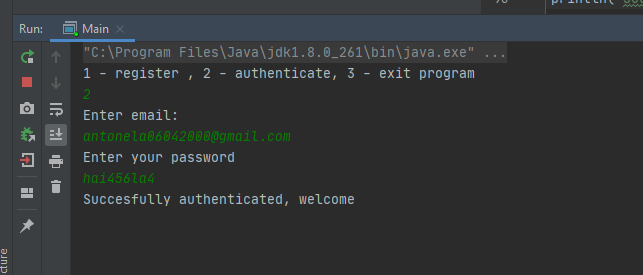 println("
Run: Main ×
"C:\Program Files\Java\jdk1.8.0_261\bin\java.exe" ...
1 - register , 2 - authenticate, 3 - exit program
2
Enter email:
antonela06042000@gmail.com
Enter your password
hai456la4
Succesfully authenticated, welcome
cture